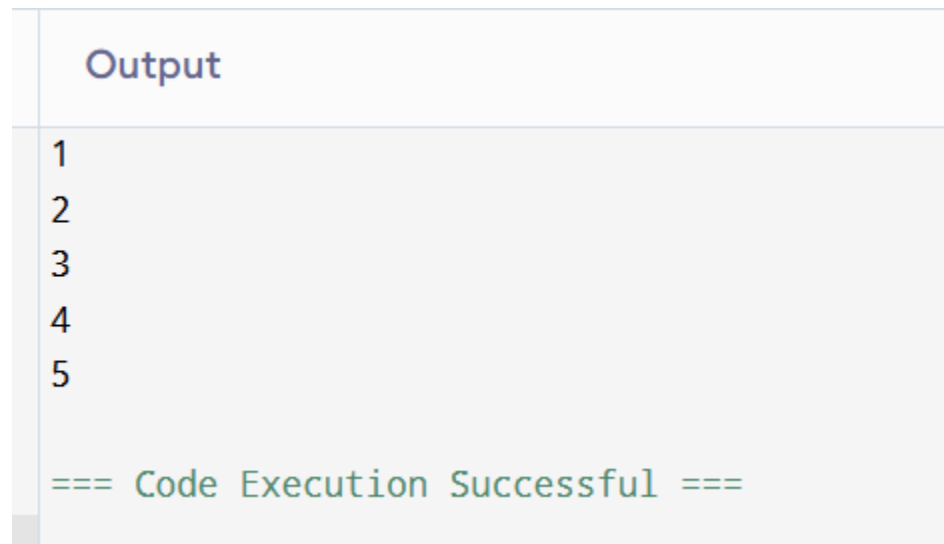 Output
1
2
3
4
5
=== Code Execution Successful ===